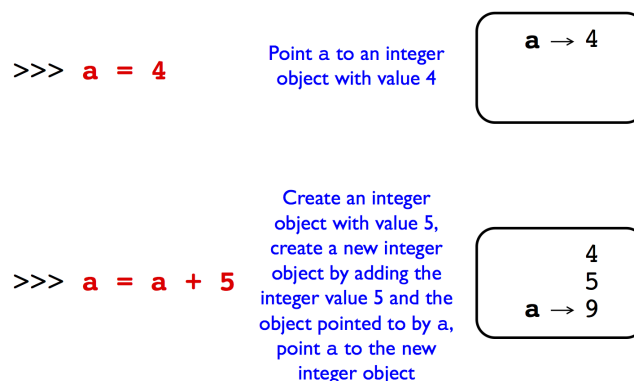 >>> a = 4
Point a to an integer
object with value 4
a → 4
>>> a = a + 5
Create an integer
object with value 5,
create a new integer
object by adding the
integer value 5 and the
object pointed to by a,
point a to the new
integer object
4
5
a → 9